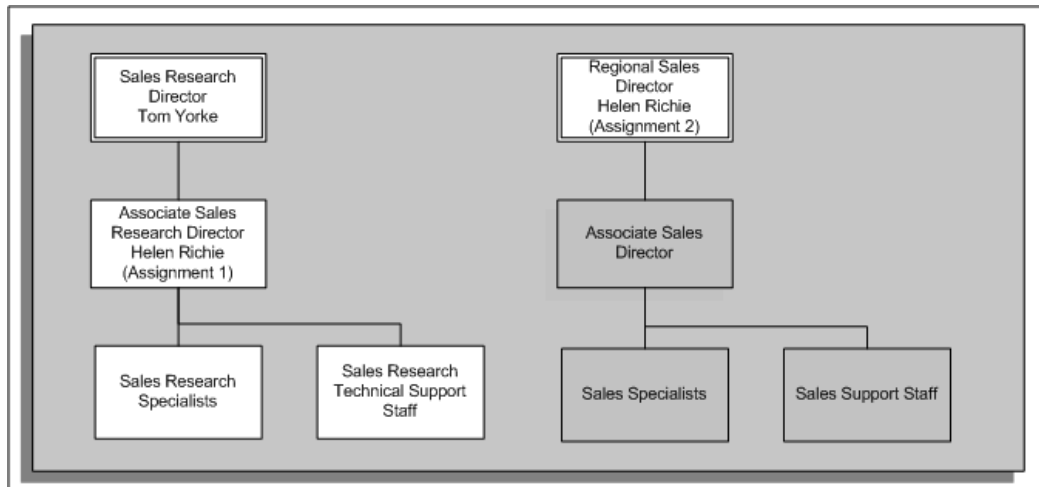 Sales Research
Director
Tom Yorke
Regional Sales
Director
Helen Richie
(Assignment 2)
Associate Sales
Research Director
Helen Richie
(Assignment 1)
Associate Sales
Director
Sales Research
Specialists
Sales Research
Technical Support
Staff
Sales Specialists
Sales Support Staff